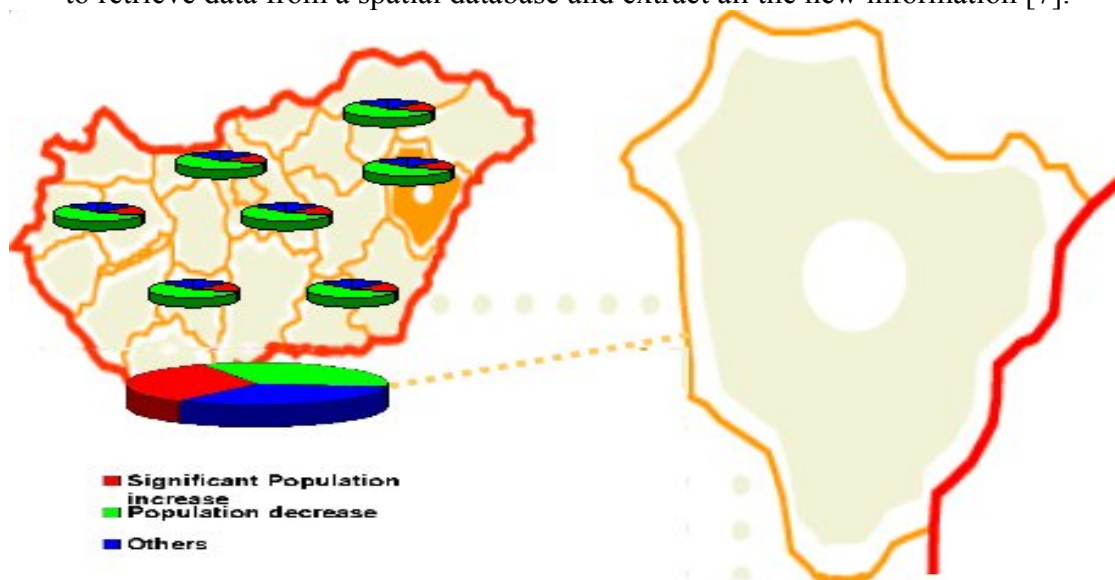 to retrieve data from a spatial database and extract all the new information [7].
Significant Population
increase
Population decrease
Others